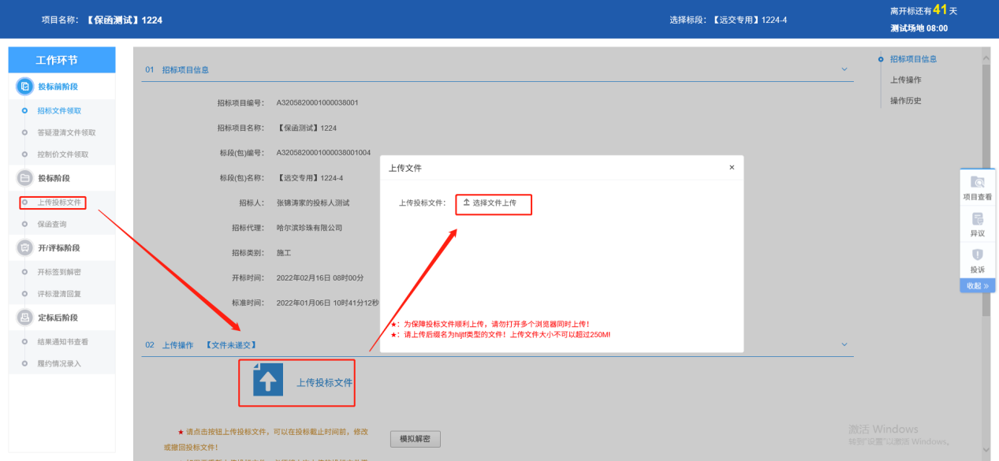 项目名称: 【保函测试】1224
选择标段: 【远交专用】1224-4
离开标还有41天
测试场地 08:00
工作环节
投标前阶段
招标文件领取
答疑澄清文件领取
控制价文件领取
投标阶段
上传投标文件
保函查询
开/评标阶段
开标签到解密
评标澄清回复
定标后阶段
结果通知书查看
履约情况录入
01 招标项目信息
招标项目编号: A3205820001000038001
招标项目名称: 【保函测试】1224
标段(包)编号: A3205820001000038001004
标段(包)名称: 【远交专用】1224-4
招标人: 张锦涛家的投标人测试
招标代理: 哈尔滨珍珠有限公司
招标类别: 施工
开标时间: 2022年02月16日 08时00分
标准时间: 2022年01月06日 10时41分12秒
02 上传操作 【文件未递交】
上传投标文件
★ 请点击按钮上传投标文件，可以在投标截止时间前，修改
或撤回投标文件!
模拟解密
上传文件
×
上传投标文件:
选择文件上传
★: 为保障投标文件顺利上传，请勿打开多个浏览器同时上传!
★: 请上传后缀名为hljtf类型的文件! 上传文件大小不可以超过250M!
招标项目信息
上传操作
操作历史
项目查看
异议
投诉
收起 »
激活 Windows
转到"设置"以激活 Windows。